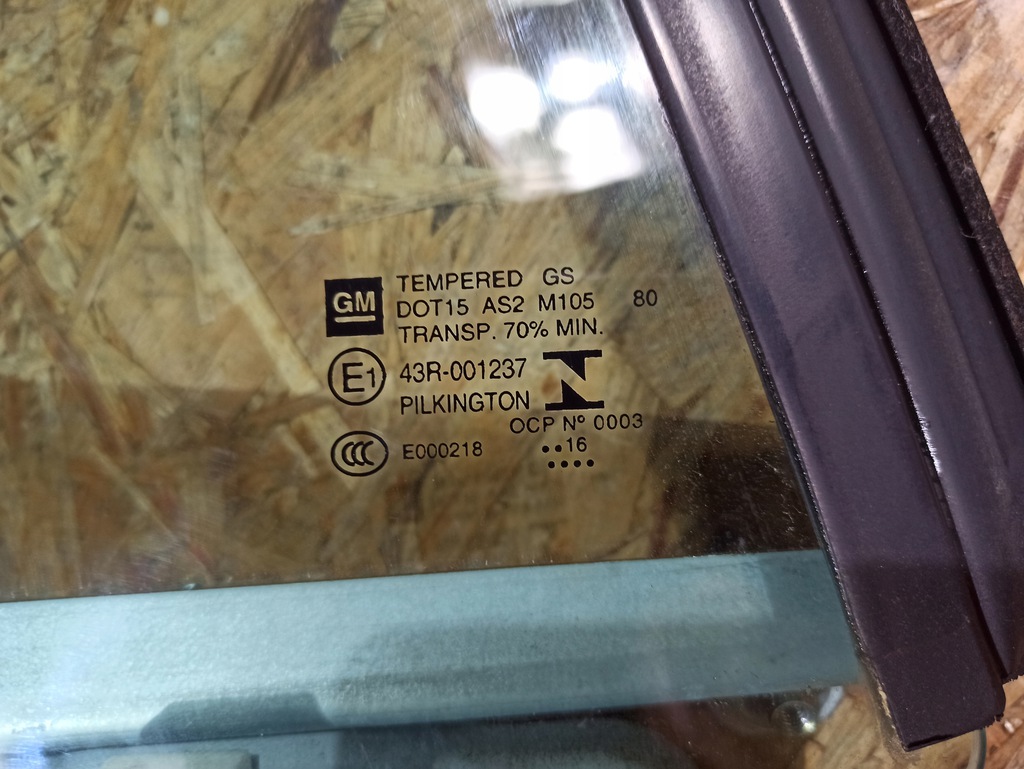 GM
TEMPERED GS
DOT15 AS2 M105 80
TRANSP. 70% MIN.
E1 43R-001237
PILKINGTON
OCP Nº 0003
CCC E000218
••16
••••